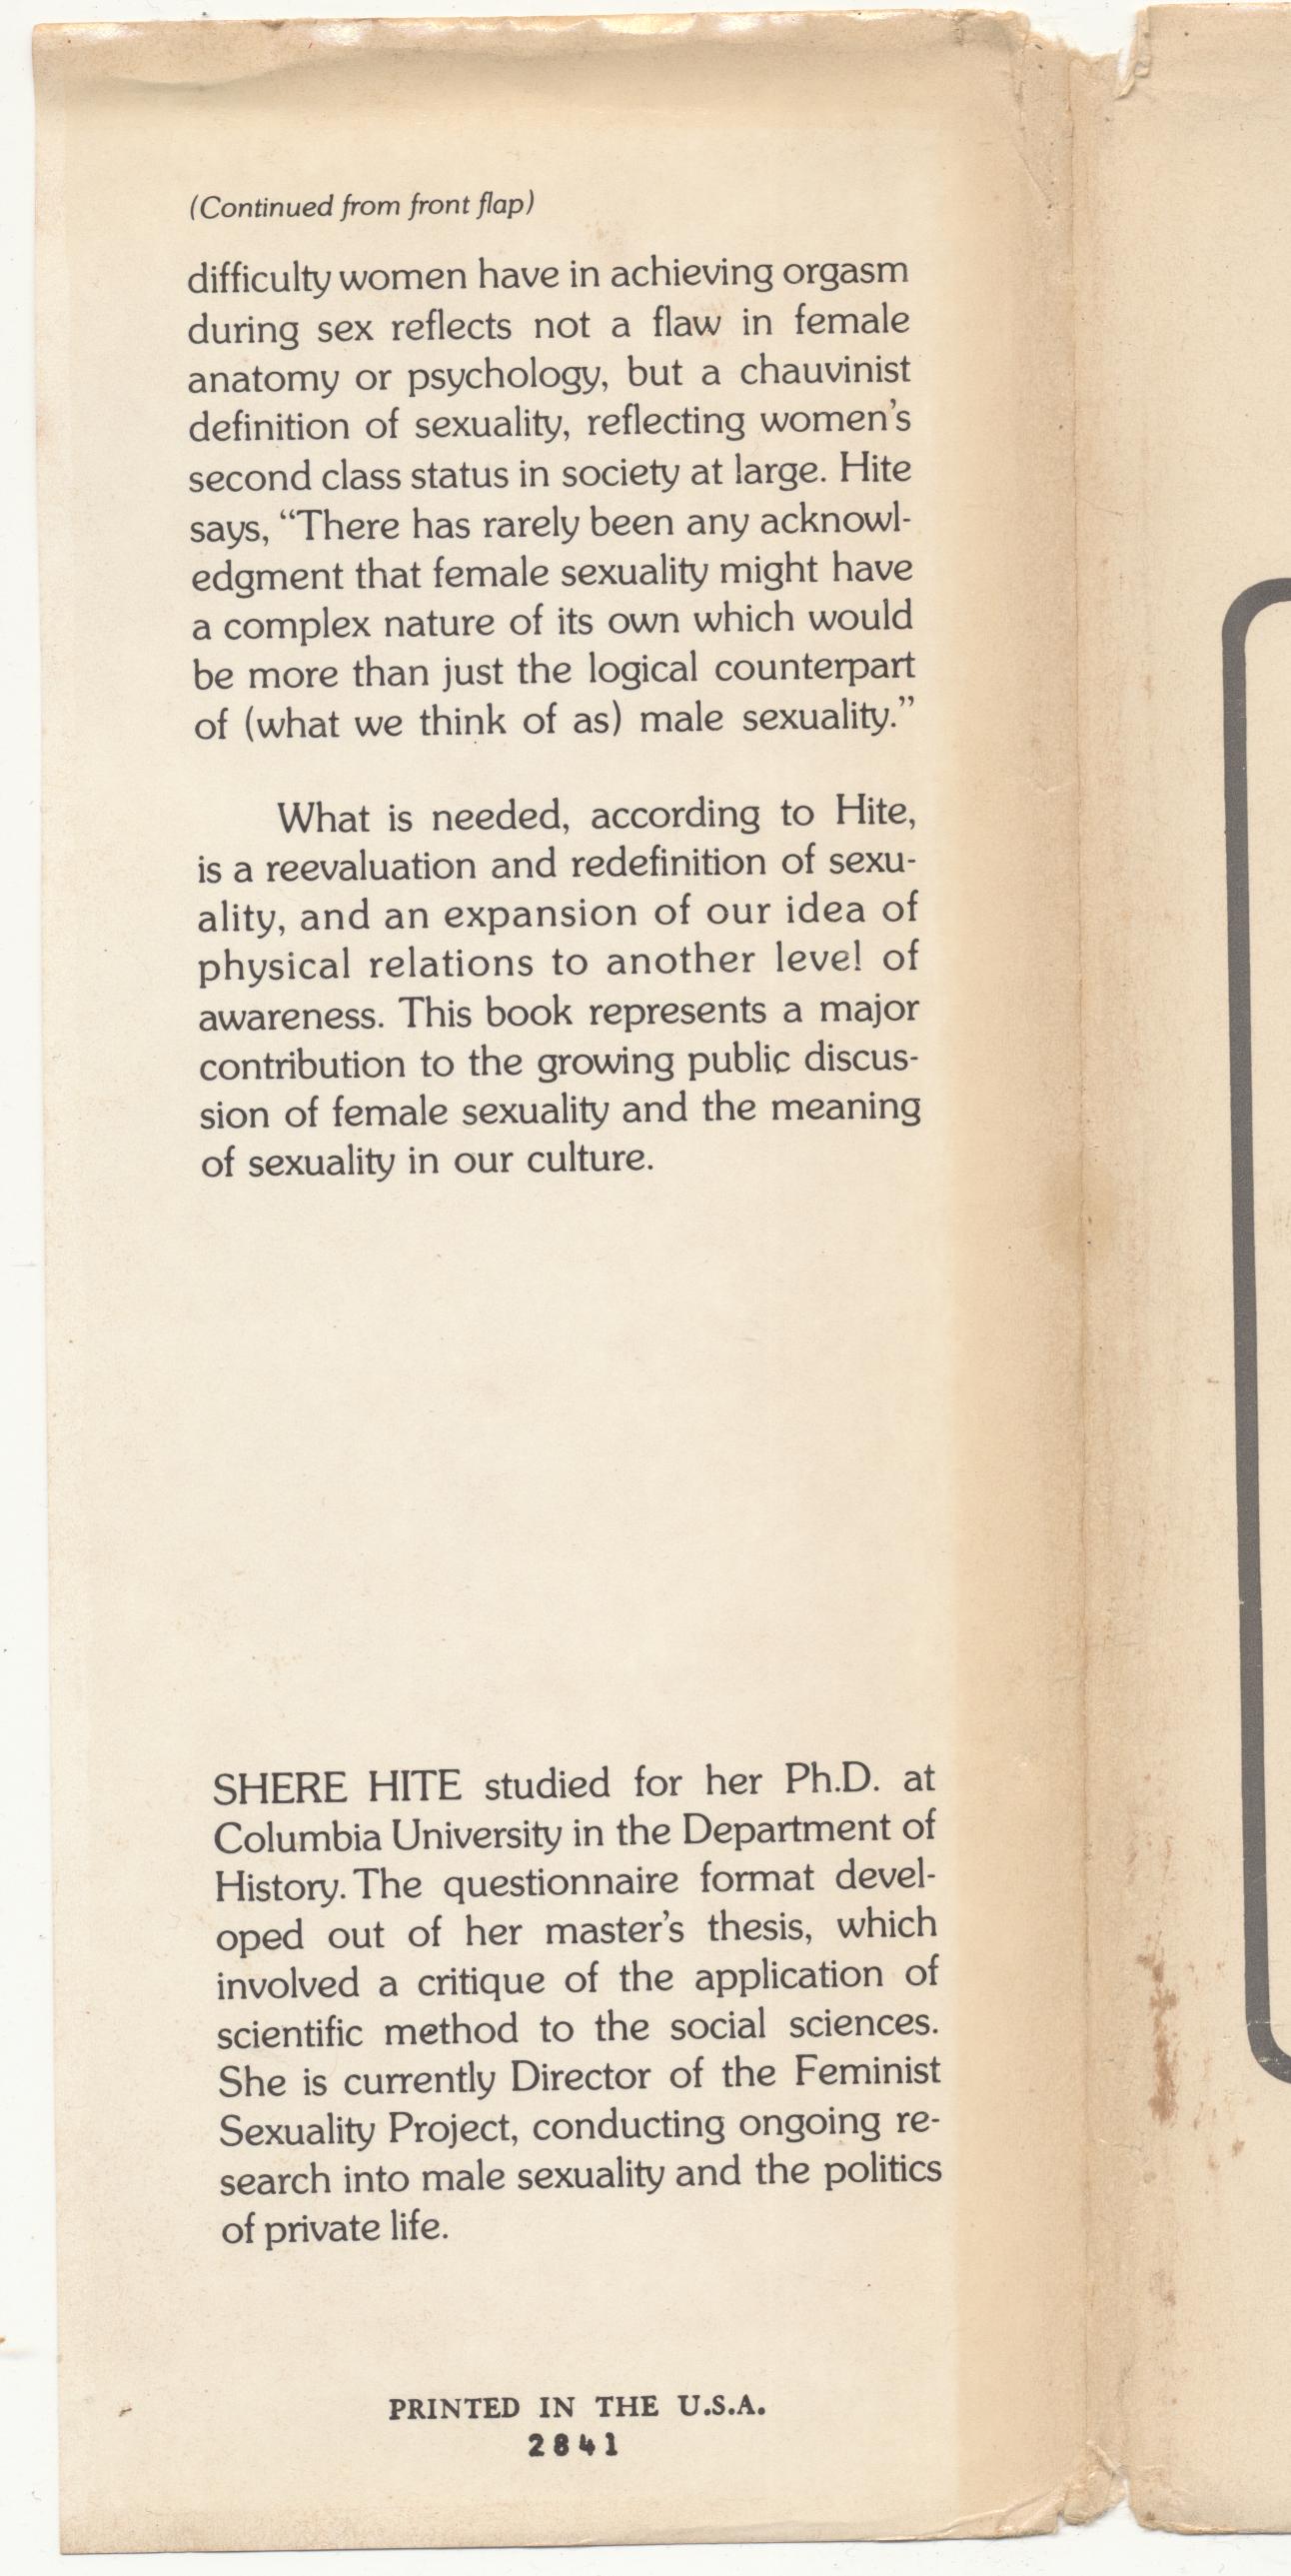 (Continued from front flap)
difficulty women have in achieving orgasm
during sex reflects not a flaw in female
anatomy or psychology, but a chauvinist
definition of sexuality, reflecting women's
second class status in society at large. Hite
says, “There has rarely been any acknowl-
edgment that female sexuality might have
a complex nature of its own which would
be more than just the logical counterpart
of (what we think of as) male sexuality.”
What is needed, according to Hite,
is a reevaluation and redefinition of sexu-
ality, and an expansion of our idea of
physical relations to another level of
awareness. This book represents a major
contribution to the growing public discus-
sion of female sexuality and the meaning
of sexuality in our culture.
SHERE HITE studied for her Ph.D. at
Columbia University in the Department of
History. The questionnaire format devel-
oped out of her master's thesis, which
involved a critique of the application of
scientific method to the social sciences.
She is currently Director of the Feminist
Sexuality Project, conducting ongoing re-
search into male sexuality and the politics
of private life.
PRINTED IN THE U.S.A.
2841